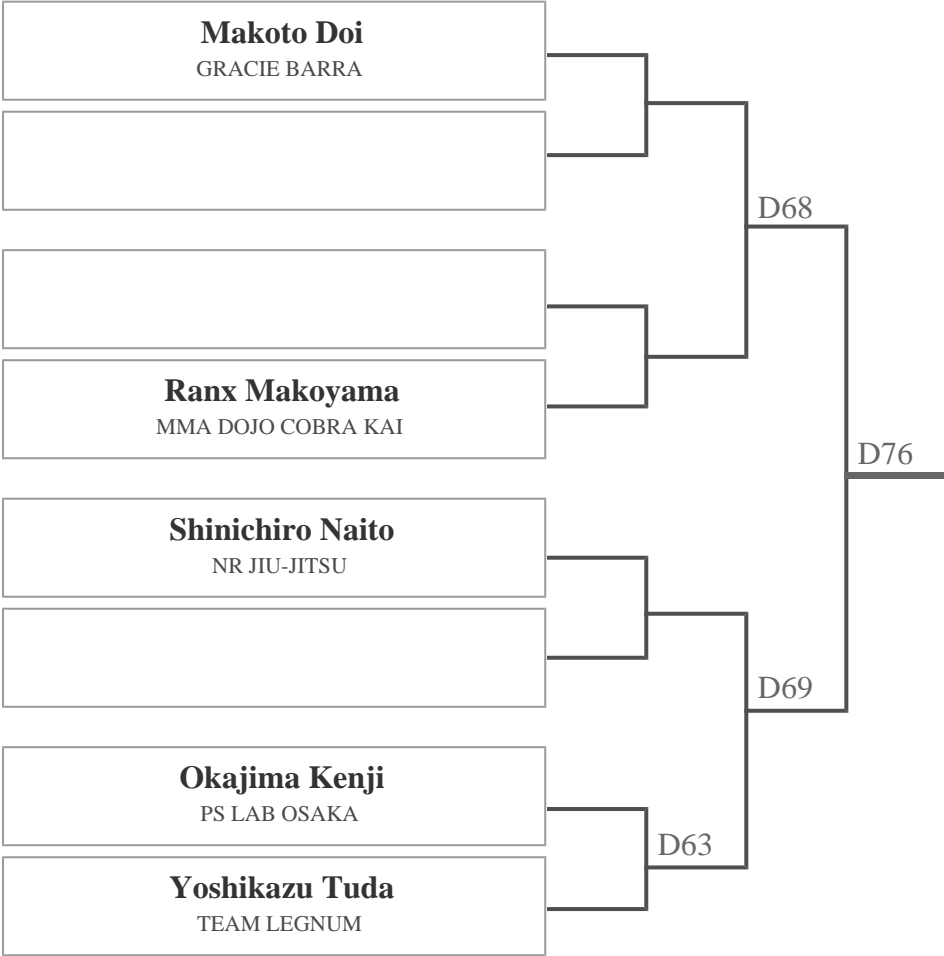 Makoto Doi
GRACIE BARRA
D68
Ranx Makoyama
MMA DOJO COBRA KAI
D76
Shinichiro Naito
NR JIU-JITSU
D69
Okajima Kenji
PS LAB OSAKA
D63
Yoshikazu Tuda
TEAM LEGNUM